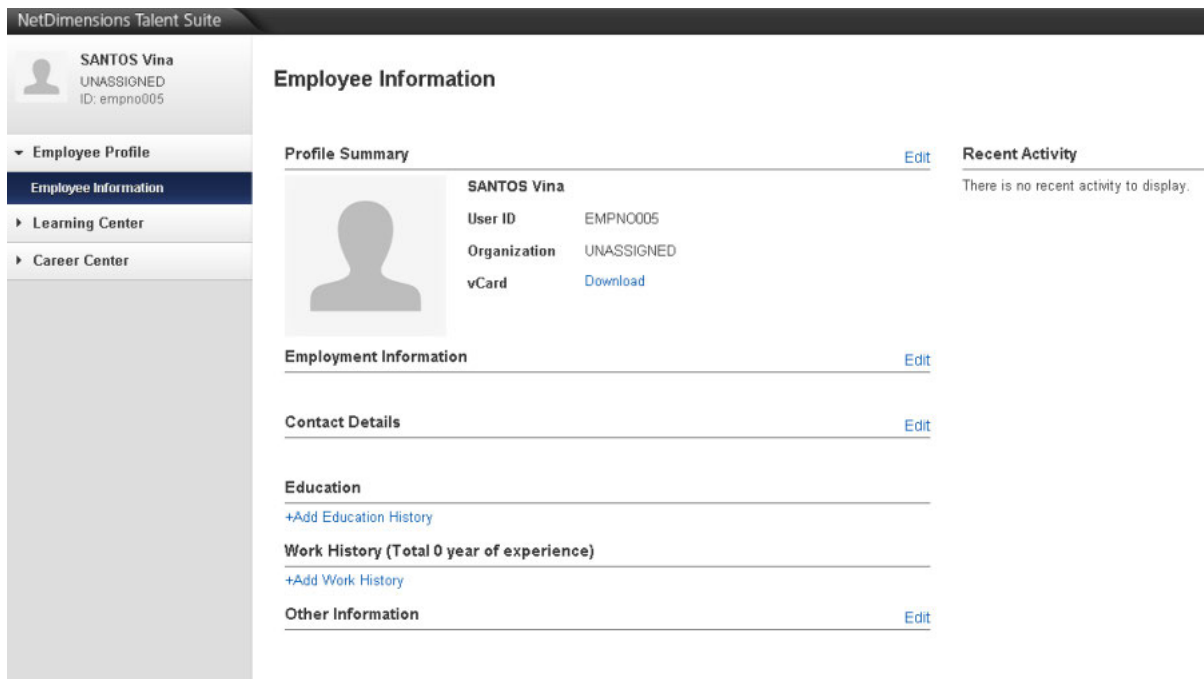 NetDimensions Talent Suite
SANTOS Vina
UNASSIGNED
ID: empno005
Employee Profile
Employee Information
Learning Center
Career Center
Employee Information
Profile Summary Edit
SANTOS Vina
User ID EMPNO005
Organization UNASSIGNED
vCard Download
Employment Information Edit
Contact Details Edit
Education
+Add Education History
Work History (Total 0 year of experience)
+Add Work History
Other Information Edit
Recent Activity
There is no recent activity to display.